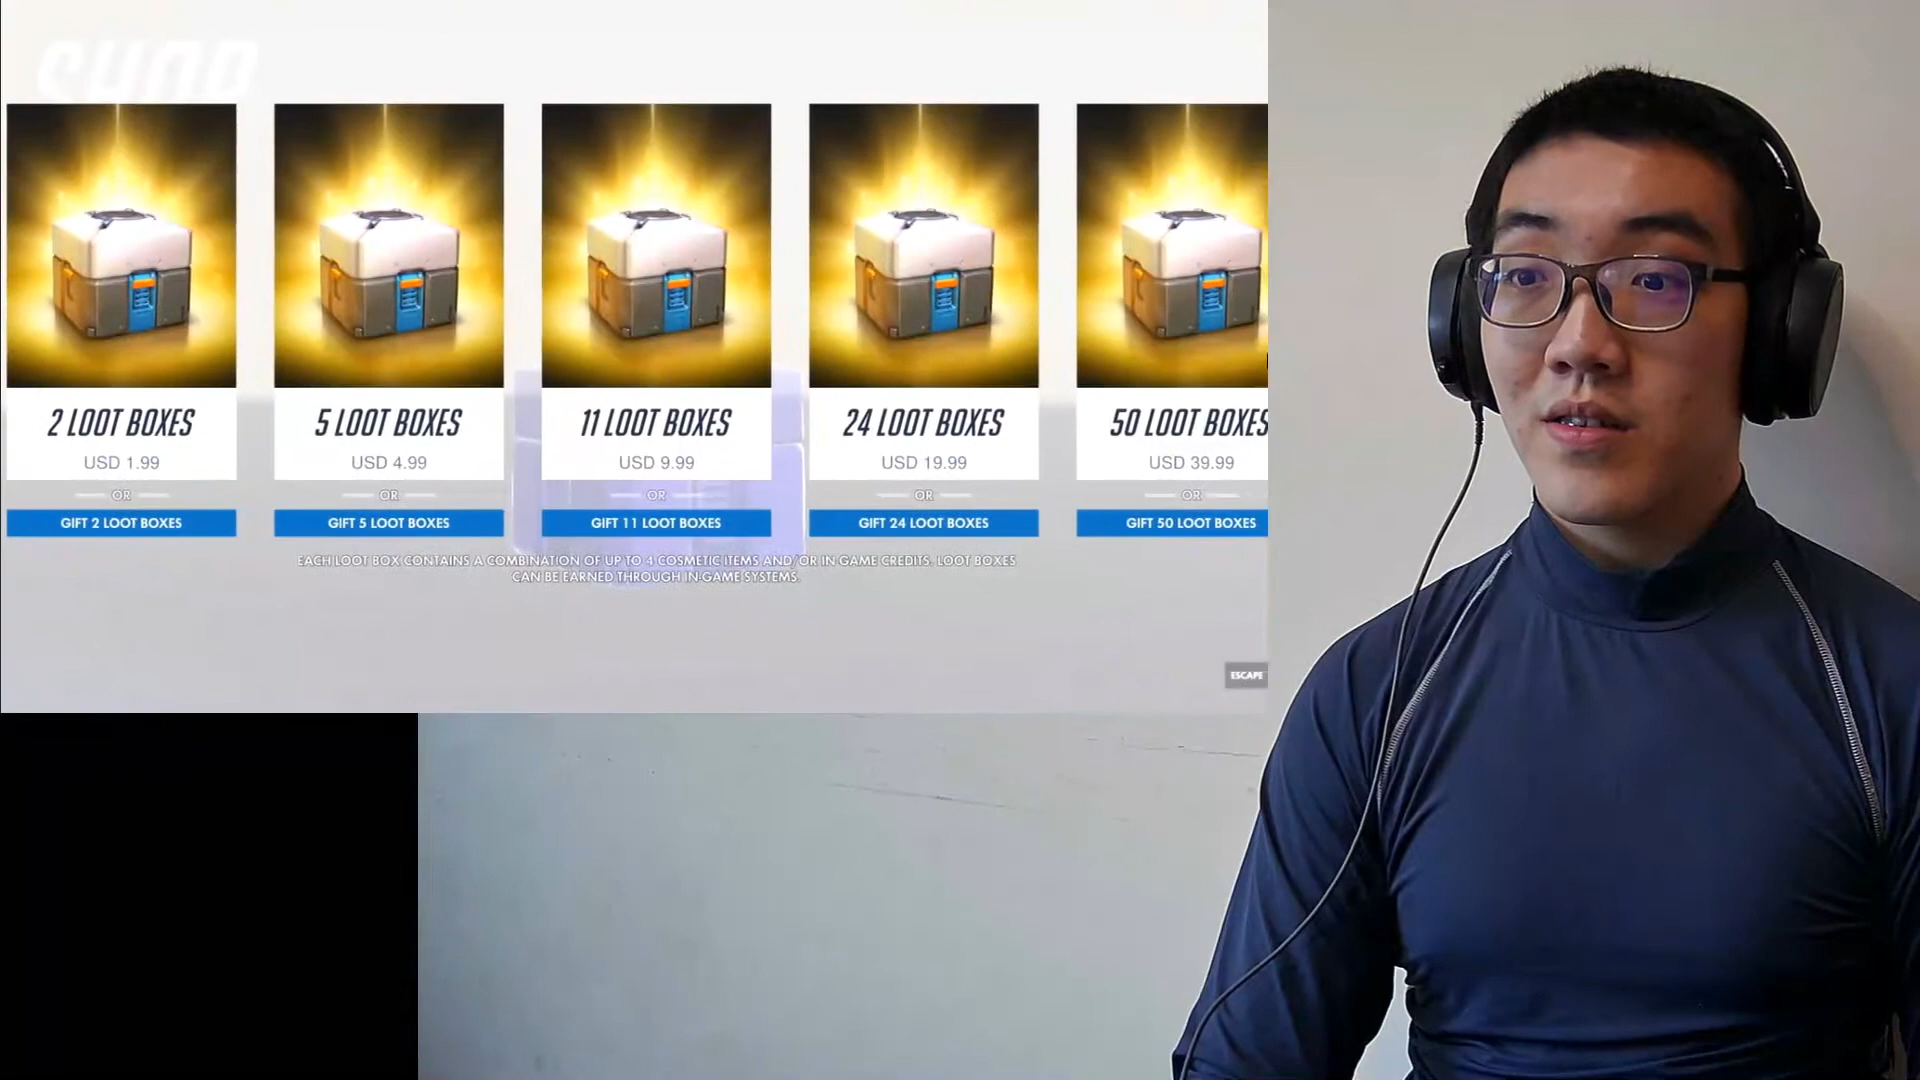 SHOP
2 LOOT BOXES
USD 1.99
OR
GIFT 2 LOOT BOXES
5 LOOT BOXES
USD 4.99
OR
GIFT 5 LOOT BOXES
11 LOOT BOXES
USD 9.99
OR
GIFT 11 LOOT BOXES
24 LOOT BOXES
USD 19.99
OR
GIFT 24 LOOT BOXES
50 LOOT BOXES
USD 39.99
OR
GIFT 50 LOOT BOXES
EACH LOOT BOX CONTAINS A COMBINATION OF UP TO 4 COSMETIC ITEMS AND/OR IN GAME CREDITS. LOOT BOXES
CAN BE EARNED THROUGH IN-GAME SYSTEMS.
ESCAPE